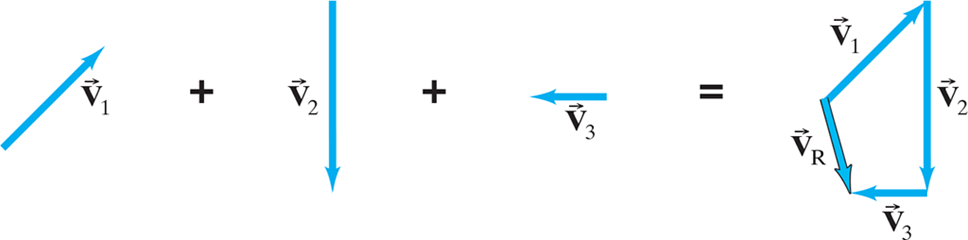 v⃗₁ + v⃗₂ + v⃗₃ = v⃗₁
v⃗₂
v⃗R
v⃗₃